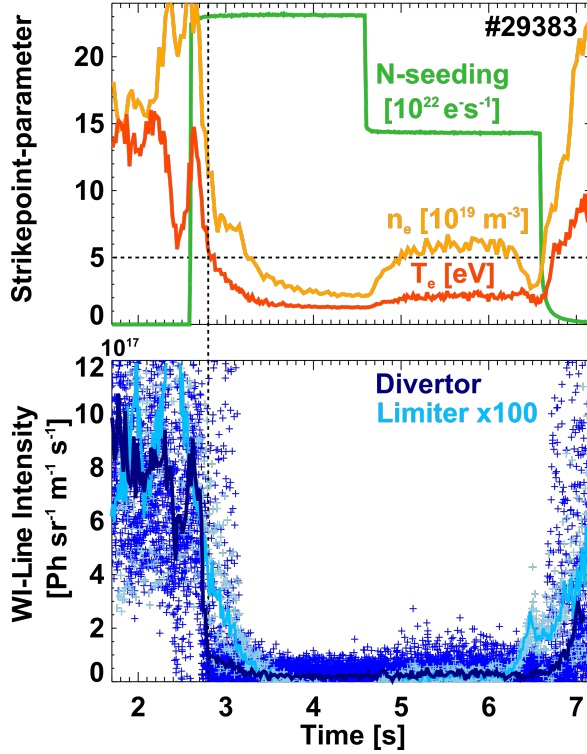 #29383
N-seeding
[10²² e⁻s⁻¹]
nₑ [10¹⁹ m⁻³]
Tₑ [eV]
Strikepoint-parameter
20
15
10
5
0
10¹⁷
12
10
8
6
4
2
0
Divertor
Limiter x100
WI-Line Intensity
[Ph sr⁻¹ m⁻¹ s⁻¹]
2 3 4 5 6 7
Time [s]